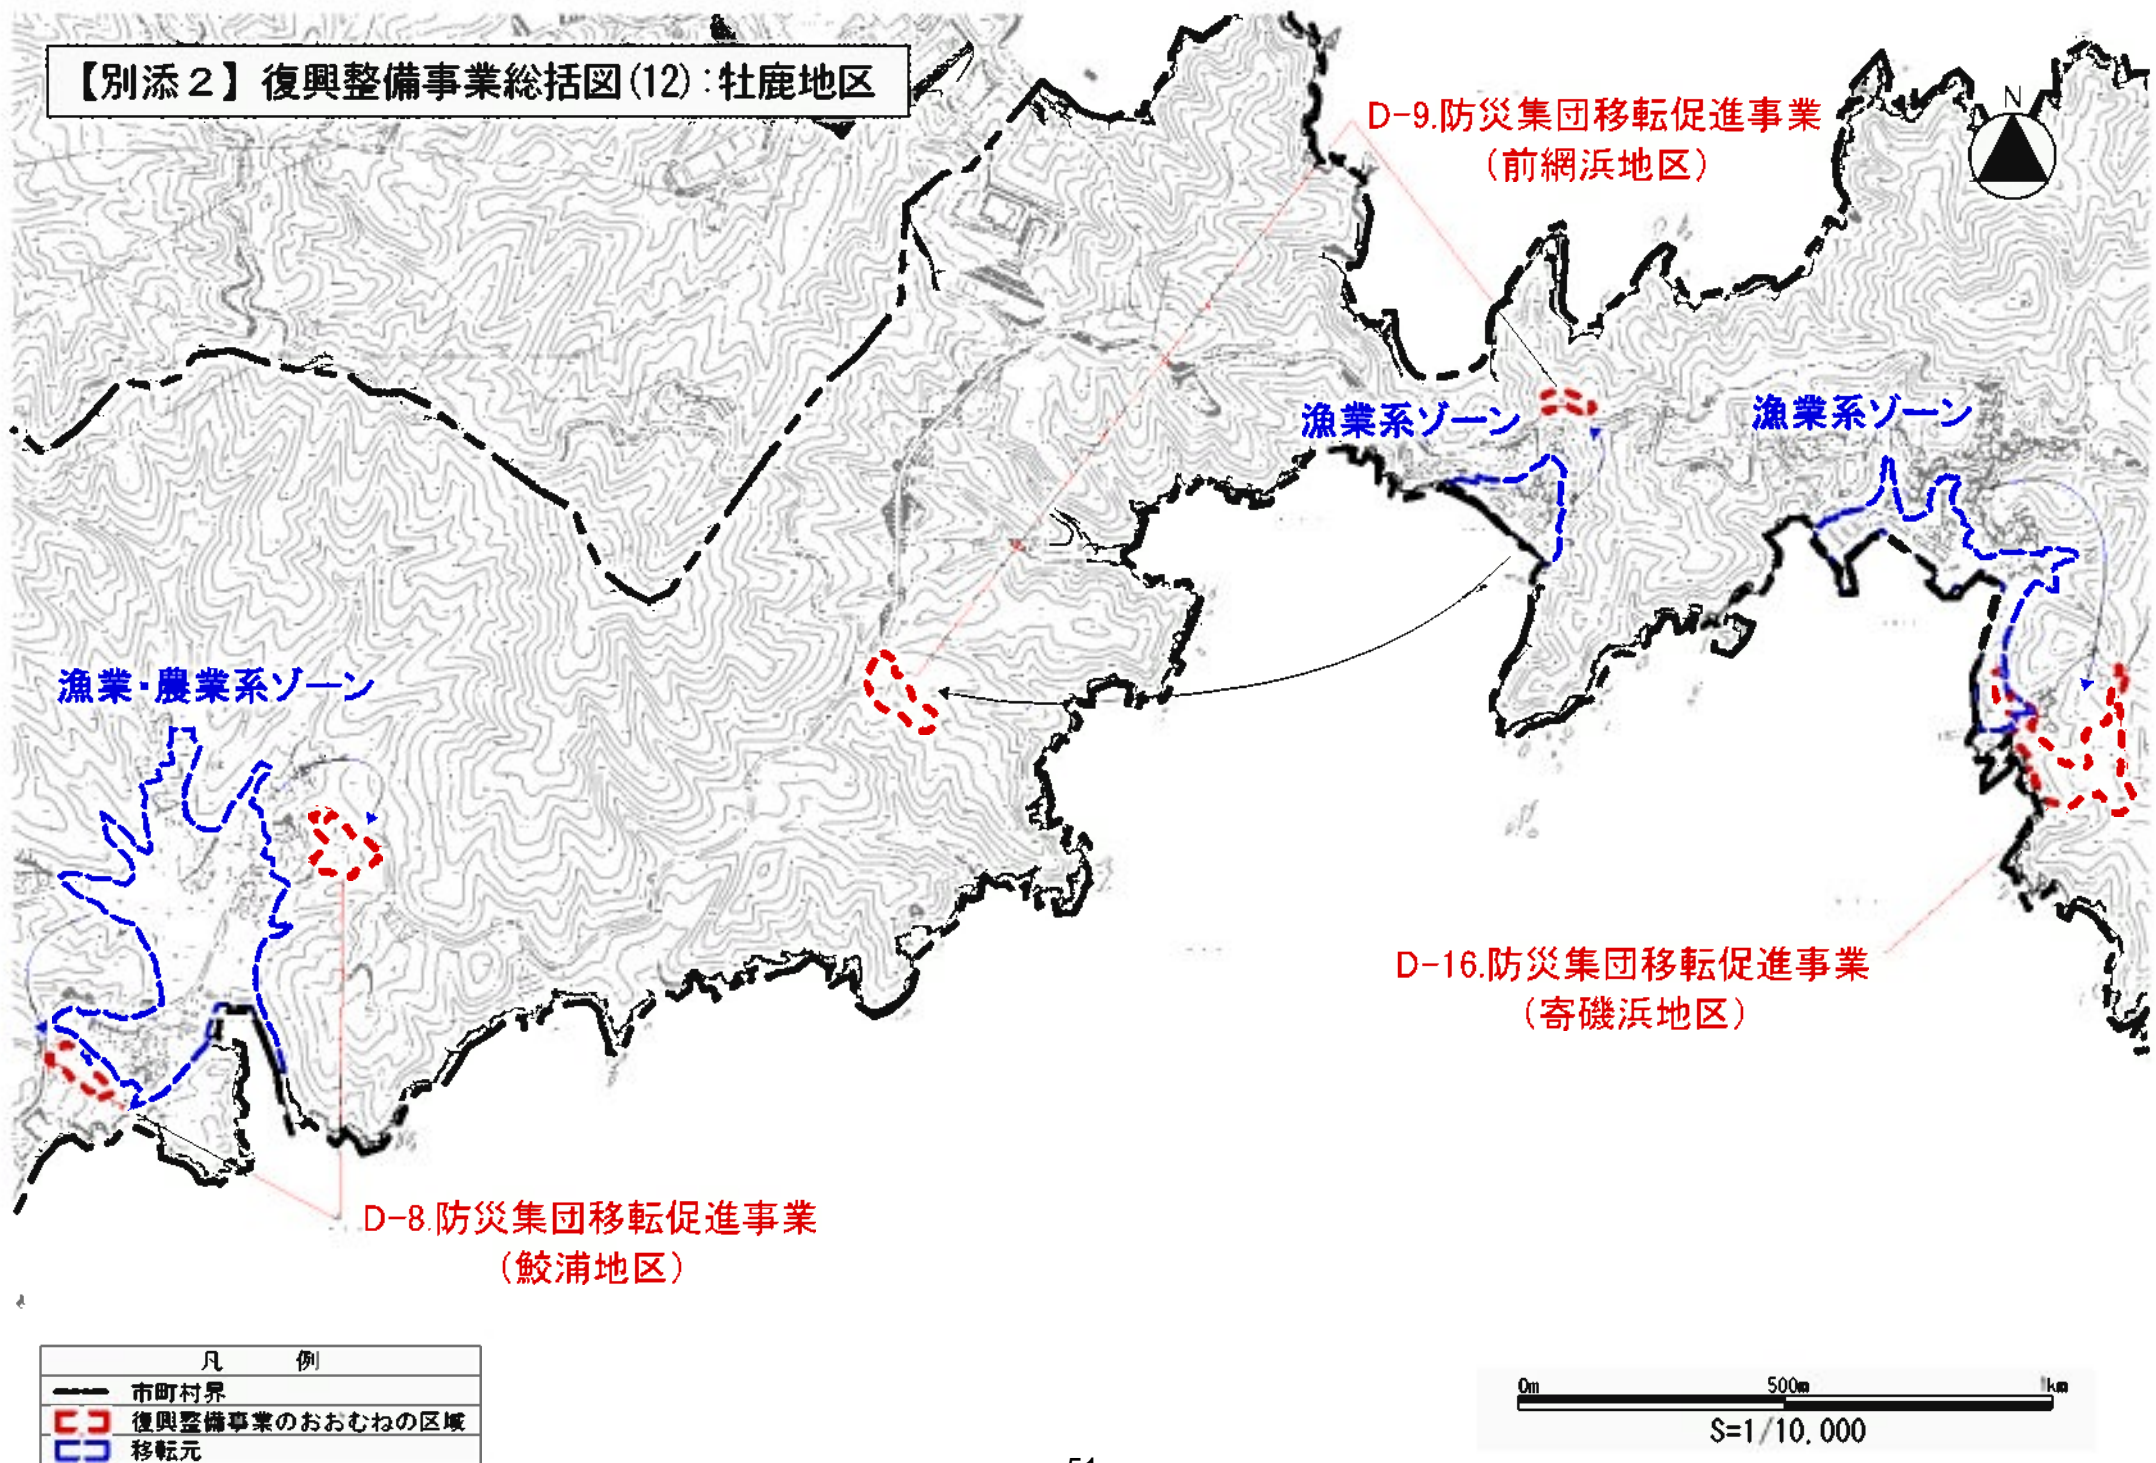 【別添２】復興整備事業総括図(12):牡鹿地区
D-9.防災集団移転促進事業
(前網浜地区)
N
漁業系ゾーン
漁業系ゾーン
漁業・農業系ゾーン
D-16.防災集団移転促進事業
(寄磯浜地区)
D-8.防災集団移転促進事業
(鮫浦地区)
凡 例
市町村界
復興整備事業のおおむねの区域
移転元
0m 500m 1km
S=1/10,000